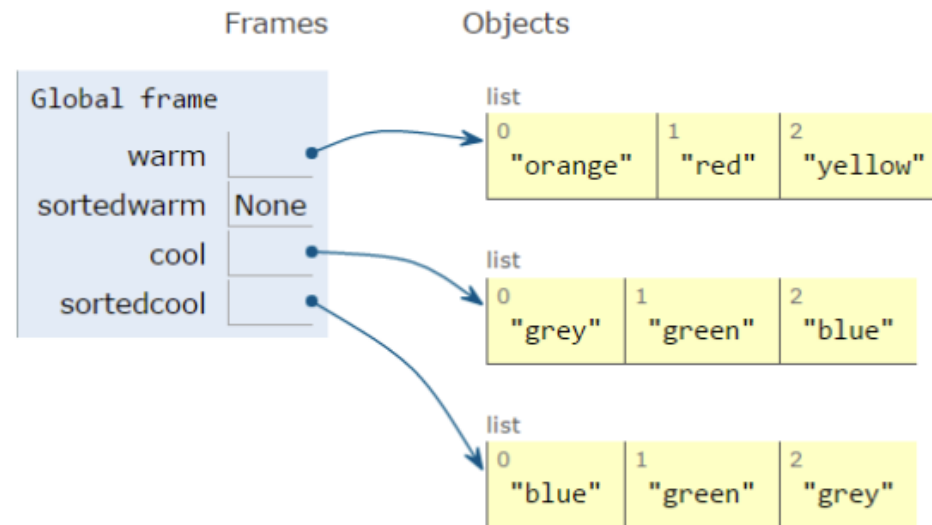 Frames Objects
Global frame
warm
sortedwarm None
cool
sortedcool
list
0 1 2
"orange" "red" "yellow"
list
0 1 2
"grey" "green" "blue"
list
0 1 2
"blue" "green" "grey"